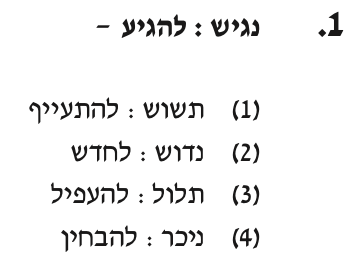 1. נגיש : להגיע –
(1) תשוש : להתעייף
(2) נדוש : לחדש
(3) תלול : להעפיל
(4) ניכר : להבחין